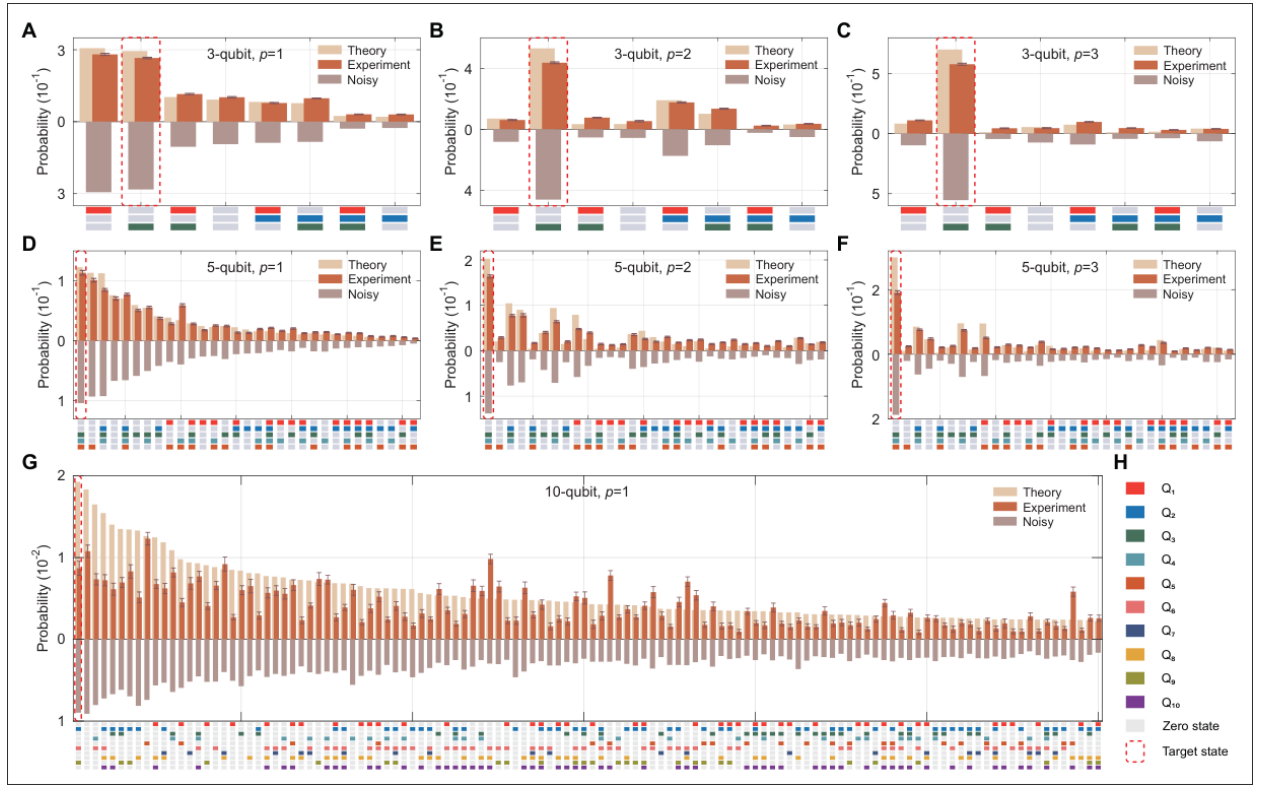 A
3-qubit, p=1
Theory
Experiment
Noisy
Probability (10⁻¹)
3
0
3
B
3-qubit, p=2
Theory
Experiment
Noisy
Probability (10⁻¹)
4
0
4
C
3-qubit, p=3
Theory
Experiment
Noisy
Probability (10⁻¹)
5
0
5
D
5-qubit, p=1
Theory
Experiment
Noisy
Probability (10⁻¹)
1
0
1
E
5-qubit, p=2
Theory
Experiment
Noisy
Probability (10⁻¹)
2
1
0
1
F
5-qubit, p=3
Theory
Experiment
Noisy
Probability (10⁻¹)
2
0
2
G
10-qubit, p=1
Theory
Experiment
Noisy
Probability (10⁻²)
2
1
0
1
H
Q₁
Q₂
Q₃
Q₄
Q₅
Q₆
Q₇
Q₈
Q₉
Q₁₀
Zero state
Target state